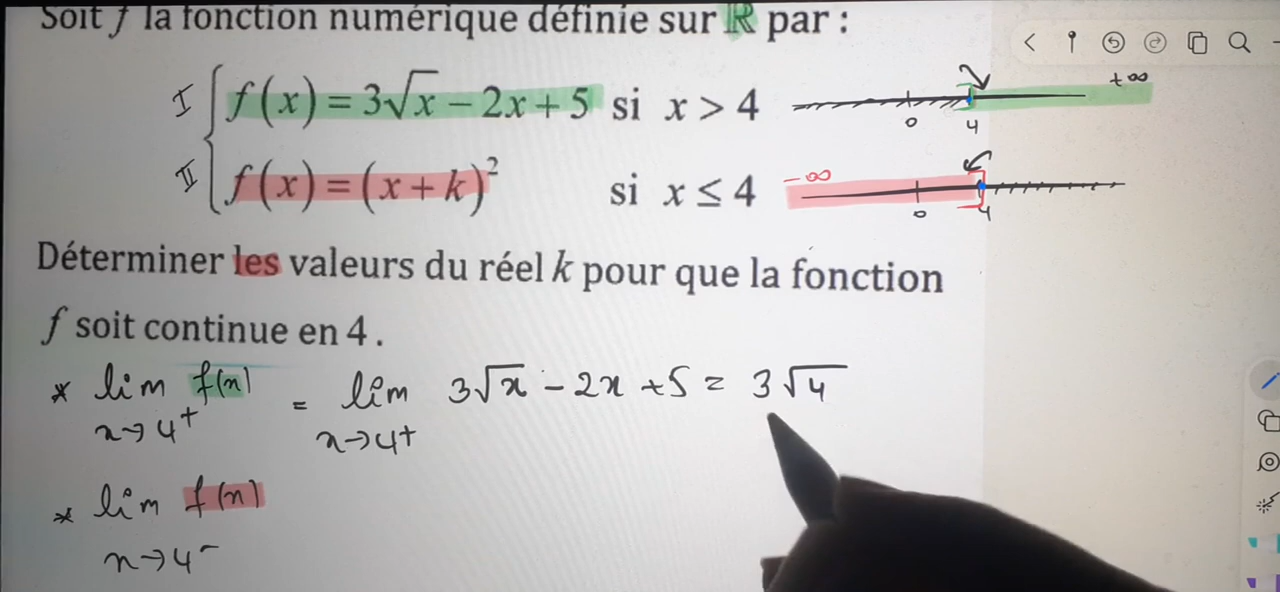 Soit f la fonction numérique définie sur ℝ par :
I f(x) = 3√x − 2x + 5 si x > 4
0 4 +∞
II f(x) = (x + k)² si x ≤ 4
-∞ 0 4
Déterminer les valeurs du réel k pour que la fonction
f soit continue en 4 .
* lim f(x) = lim 3√x - 2x + 5 = 3√4
x→4⁺ x→4⁺
* lim f(x)
x→4⁻